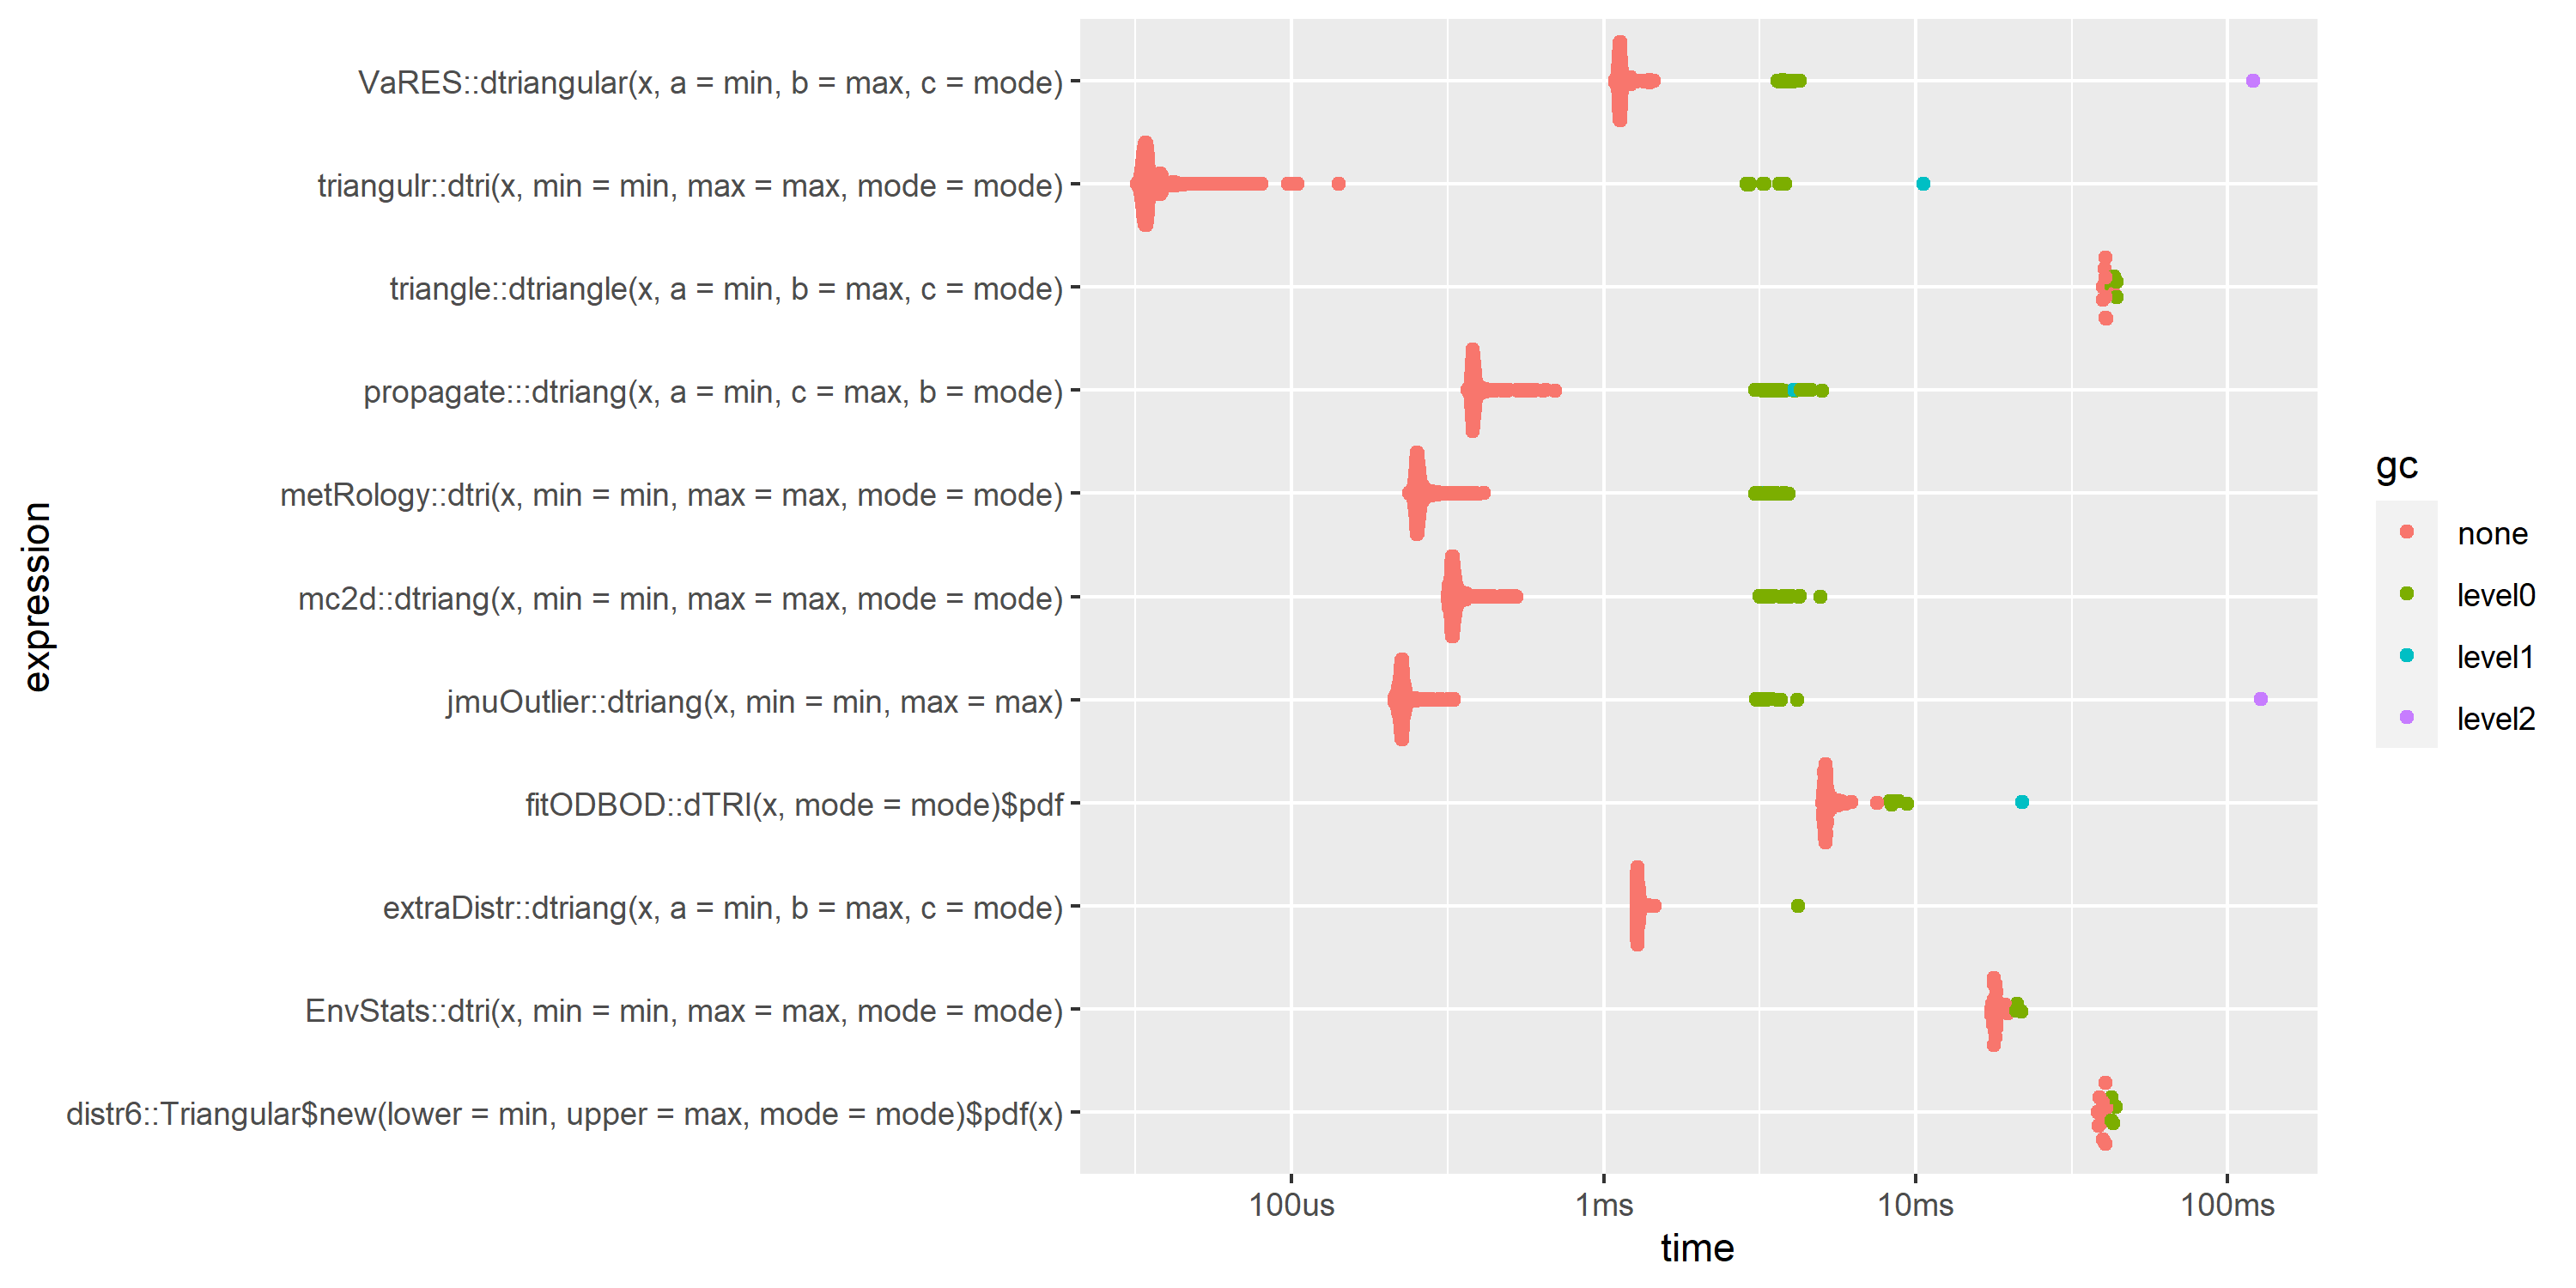 VaRES::dtriangular(x, a = min, b = max, c = mode)
triangulr::dtri(x, min = min, max = max, mode = mode)
triangle::dtriangle(x, a = min, b = max, c = mode)
propagate:::dtriang(x, a = min, c = max, b = mode)
metRology::dtri(x, min = min, max = max, mode = mode)
mc2d::dtriang(x, min = min, max = max, mode = mode)
jmuOutlier::dtriang(x, min = min, max = max)
fitODBOD::dTRI(x, mode = mode)$pdf
extraDistr::dtriang(x, a = min, b = max, c = mode)
EnvStats::dtri(x, min = min, max = max, mode = mode)
distr6::Triangular$new(lower = min, upper = max, mode = mode)$pdf(x)
expression
100us
1ms
10ms
100ms
time
gc
none
level0
level1
level2